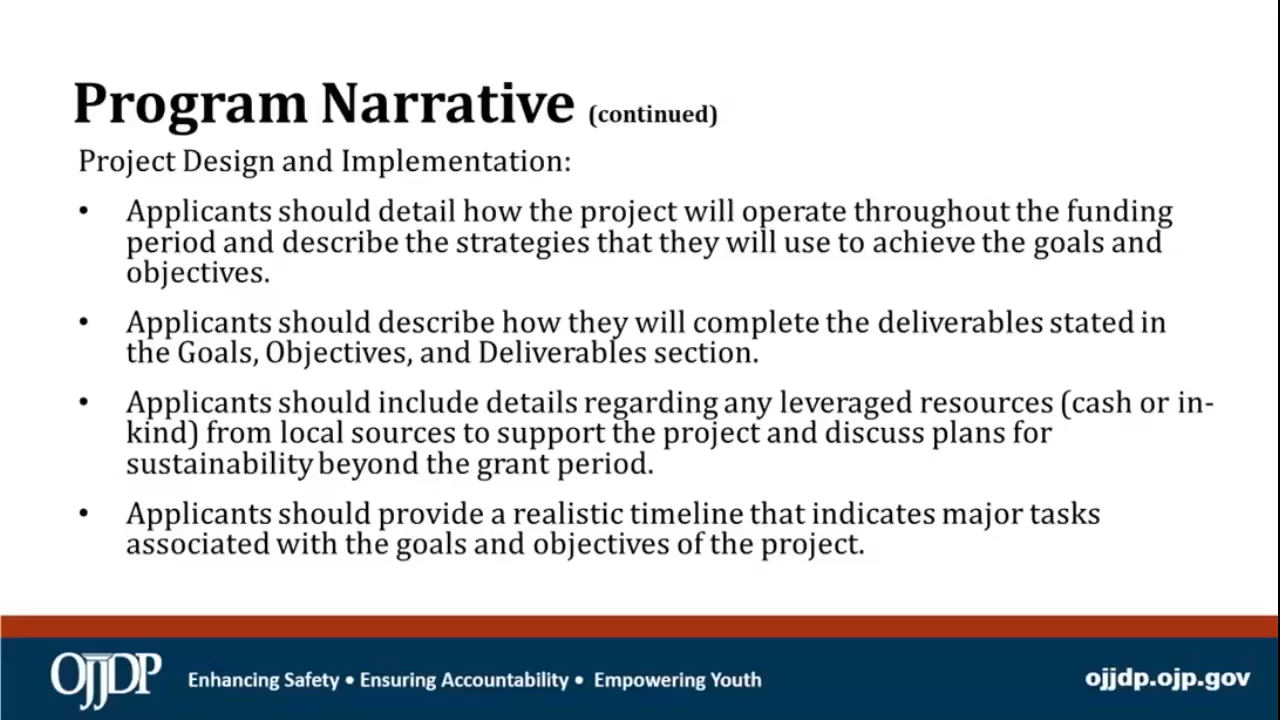 Program Narrative (continued)
Project Design and Implementation:
• Applicants should detail how the project will operate throughout the funding
period and describe the strategies that they will use to achieve the goals and
objectives.
• Applicants should describe how they will complete the deliverables stated in
the Goals, Objectives, and Deliverables section.
• Applicants should include details regarding any leveraged resources (cash or in-
kind) from local sources to support the project and discuss plans for
sustainability beyond the grant period.
• Applicants should provide a realistic timeline that indicates major tasks
associated with the goals and objectives of the project.
OJJDP Enhancing Safety • Ensuring Accountability • Empowering Youth ojjdp.ojp.gov